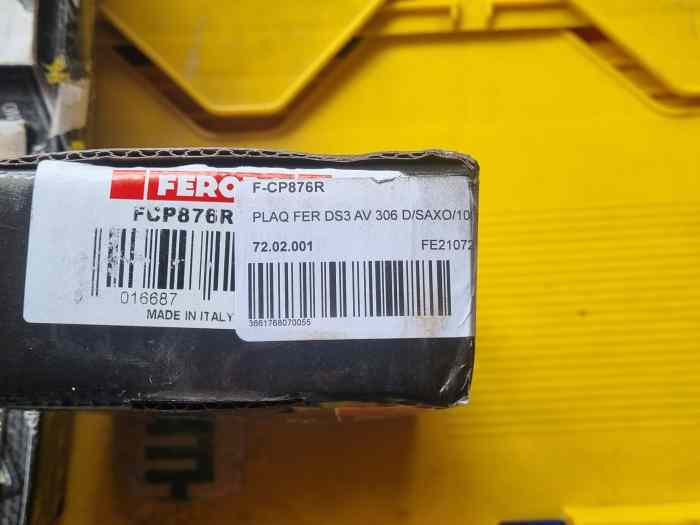 FERO
FCP876R
016687
MADE IN ITALY
F-CP876R
PLAQ FER DS3 AV 306 D/SAXO/10
72.02.001 FE21072
3661768070055